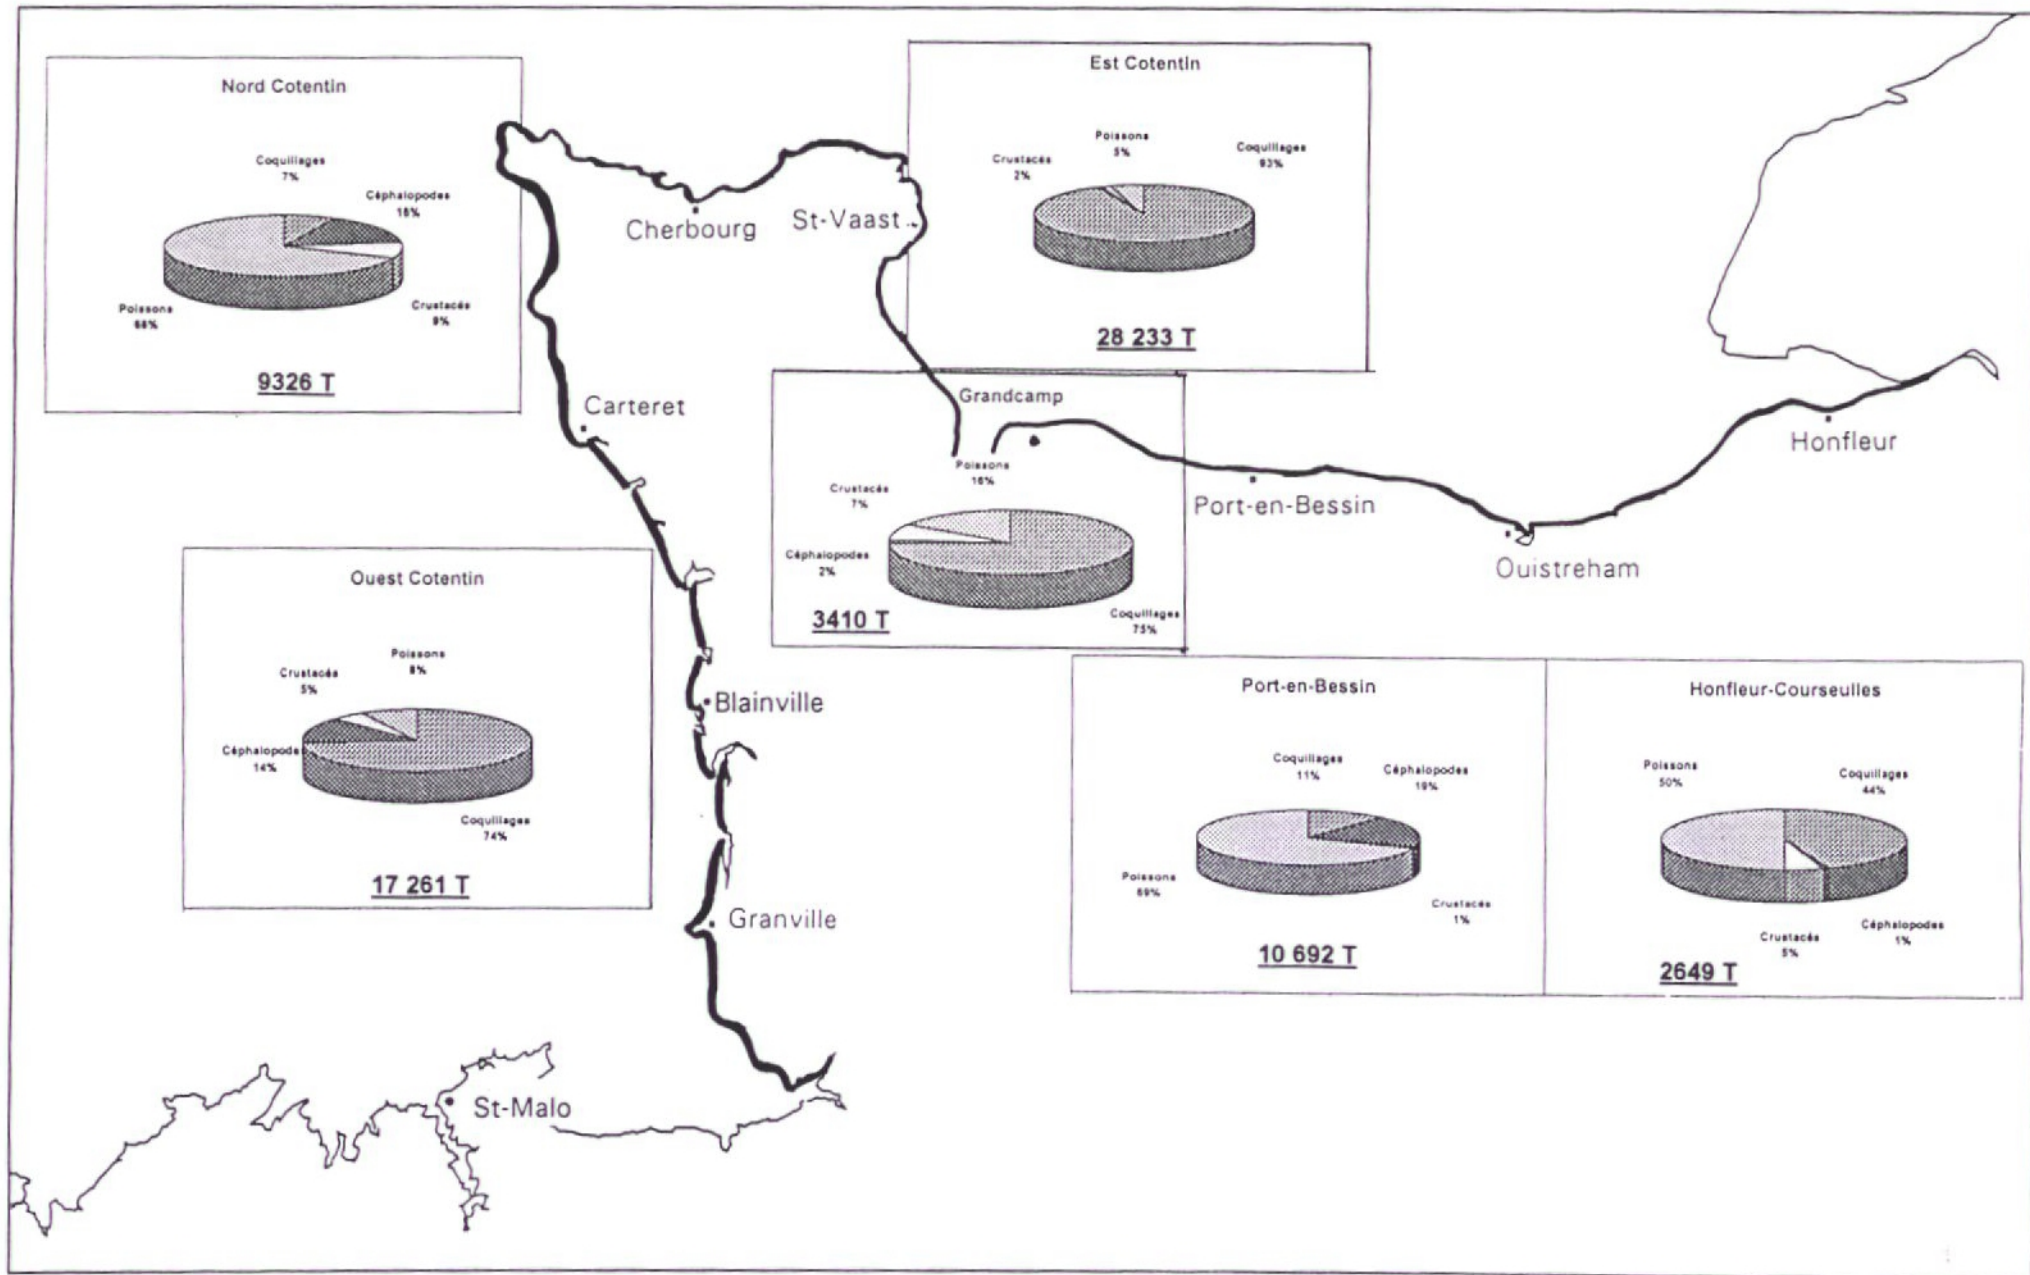 Nord Cotentin
Coquillages
7%
Céphalopodes
16%
Crustacés
9%
Poissons
68%
9326 T
Est Cotentin
Poissons
5%
Crustacés
2%
Coquillages
93%
28 233 T
Cherbourg
St-Vaast
Carteret
Grandcamp
Poissons
16%
Crustacés
7%
Céphalopodes
2%
Coquillages
75%
3410 T
Honfleur
Port-en-Bessin
Ouistreham
Ouest Cotentin
Poissons
8%
Crustacés
5%
Céphalopode
14%
Coquillages
74%
17 261 T
Blainville
Granville
St-Malo
Port-en-Bessin
Coquillages
11%
Céphalopodes
19%
Poissons
69%
Crustacés
1%
10 692 T
Honfleur-Courseulles
Poissons
50%
Coquillages
44%
Crustacés
5%
Céphalopodes
1%
2649 T